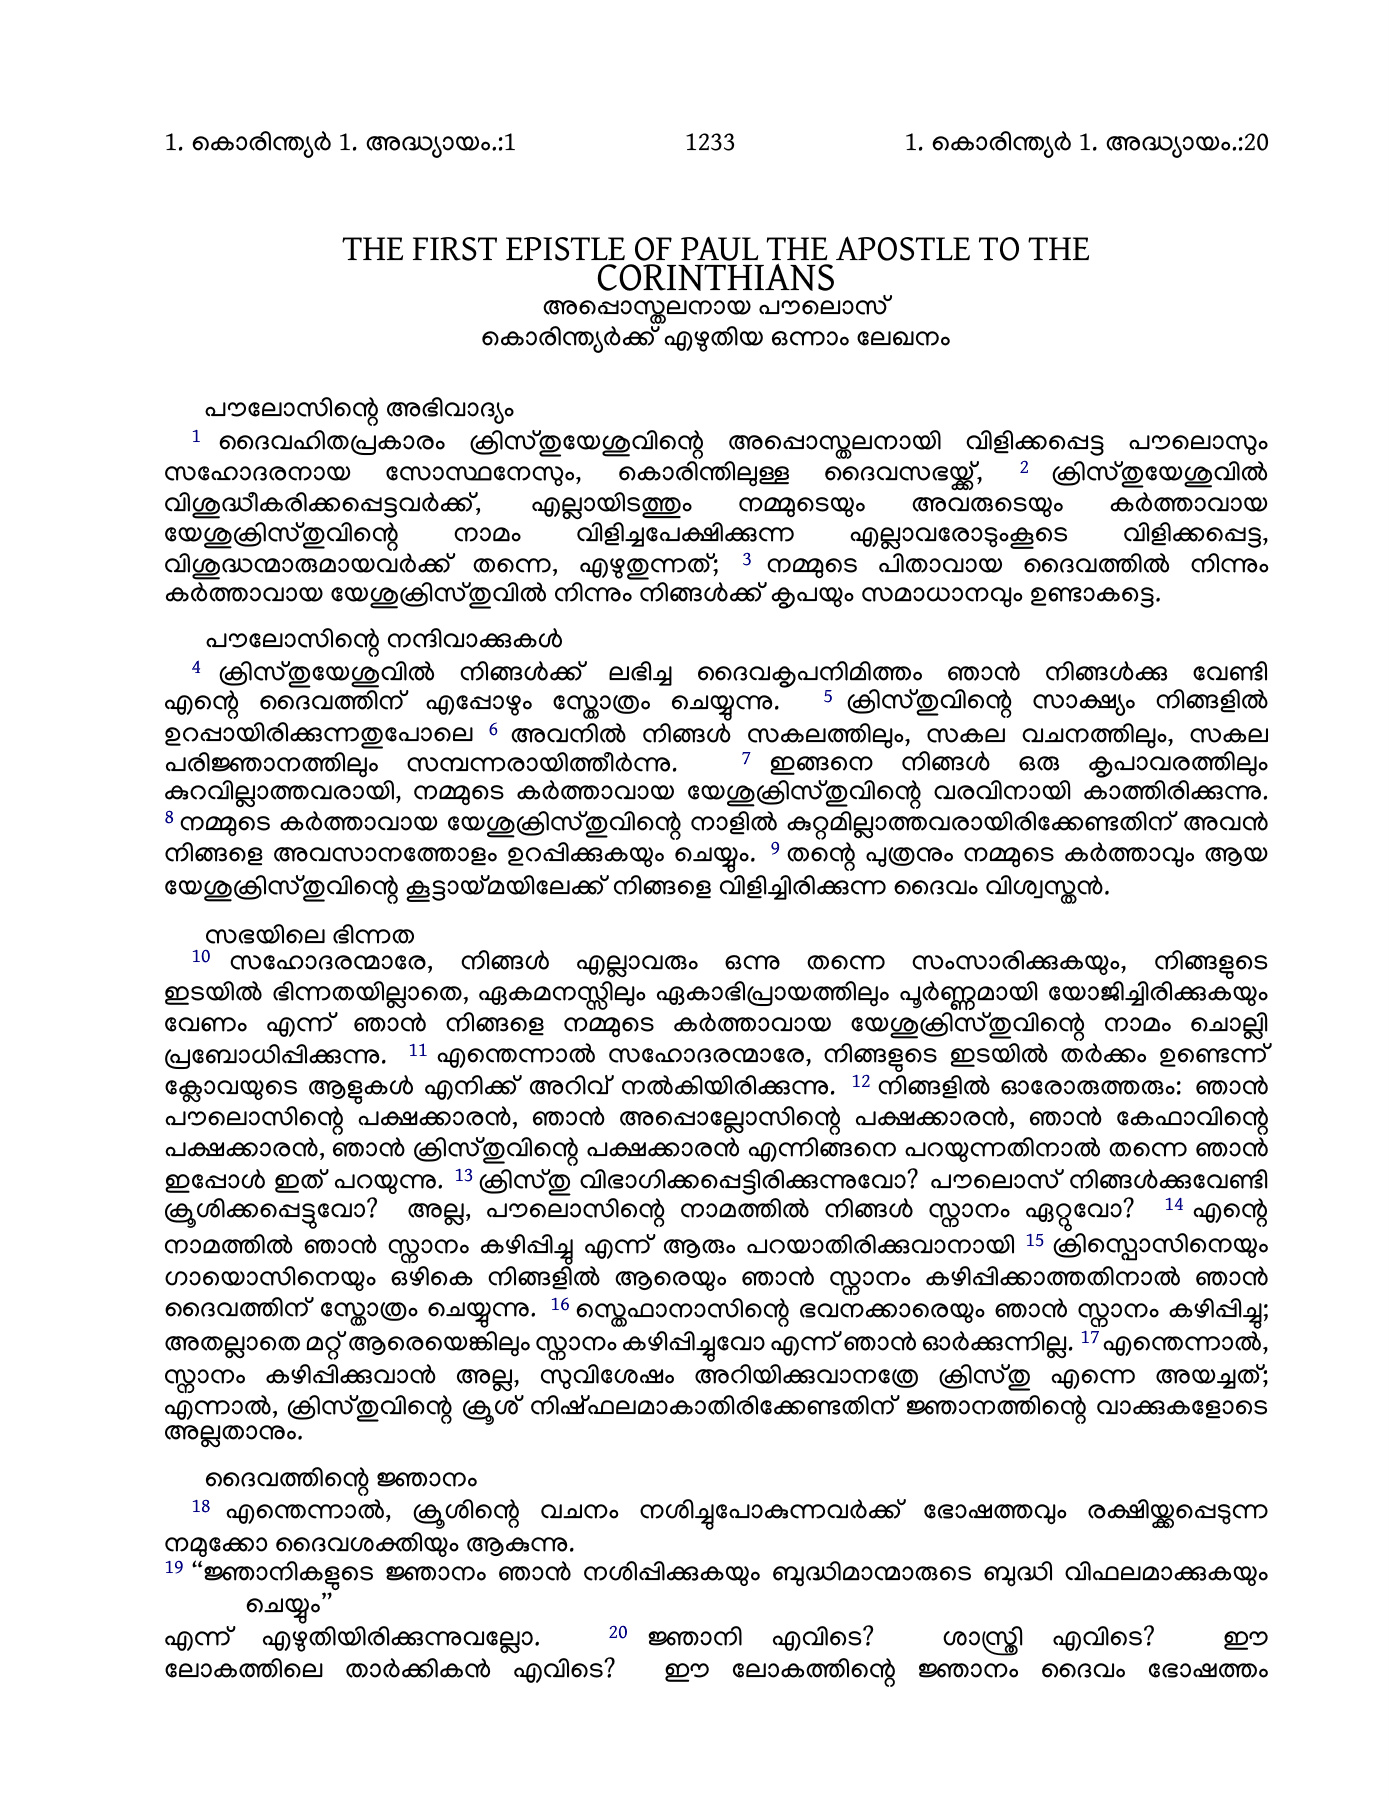 1. കൊരിന്ത്യർ 1. അദ്ധ്യായം.:1 1233 1. കൊരിന്ത്യർ 1. അദ്ധ്യായം.:20
THE FIRST EPISTLE OF PAUL THE APOSTLE TO THE
CORINTHIANS
അപ്പൊസ്തലനായ പൗലൊസ്
കൊരിന്ത്യർക്ക് എഴുതിയ ഒന്നാം ലേഖനം
പൗലോസിന്റെ അഭിവാദ്യം
1 ദൈവഹിതപ്രകാരം ക്രിസ്തുയേശുവിന്റെ അപ്പൊസ്തലനായി വിളിക്കപ്പെട്ട പൗലൊസും
സഹോദരനായ സോസ്ഥനേസും, കൊരിന്തിലുള്ള ദൈവസഭയ്ക്ക്, 2 ക്രിസ്തുയേശുവിൽ
വിശുദ്ധീകരിക്കപ്പെട്ടവർക്ക്, എല്ലായിടത്തും നമ്മുടെയും അവരുടെയും കർത്താവായ
യേശുക്രിസ്തുവിന്റെ നാമം വിളിച്ചപേക്ഷിക്കുന്ന എല്ലാവരോടുംകൂടെ വിളിക്കപ്പെട്ട,
വിശുദ്ധന്മാരുമായവർക്ക് തന്നെ, എഴുതുന്നത്; 3 നമ്മുടെ പിതാവായ ദൈവത്തിൽ നിന്നും
കർത്താവായ യേശുക്രിസ്തുവിൽ നിന്നും നിങ്ങൾക്ക് കൃപയും സമാധാനവും ഉണ്ടാകട്ടെ.
പൗലോസിന്റെ നന്ദിവാക്കുകൾ
4 ക്രിസ്തുയേശുവിൽ നിങ്ങൾക്ക് ലഭിച്ച ദൈവകൃപനിമിത്തം ഞാൻ നിങ്ങൾക്കു വേണ്ടി
എന്റെ ദൈവത്തിന് എപ്പോഴും സ്തോത്രം ചെയ്യുന്നു. 5 ക്രിസ്തുവിന്റെ സാക്ഷ്യം നിങ്ങളിൽ
ഉറപ്പായിരിക്കുന്നതുപോലെ 6 അവനിൽ നിങ്ങൾ സകലത്തിലും, സകല വചനത്തിലും, സകല
പരിജ്ഞാനത്തിലും സമ്പന്നരായിത്തീർന്നു. 7 ഇങ്ങനെ നിങ്ങൾ ഒരു കൃപാവരത്തിലും
കുറവില്ലാത്തവരായി, നമ്മുടെ കർത്താവായ യേശുക്രിസ്തുവിന്റെ വരവിനായി കാത്തിരിക്കുന്നു.
8 നമ്മുടെ കർത്താവായ യേശുക്രിസ്തുവിന്റെ നാളിൽ കുറ്റമില്ലാത്തവരായിരിക്കേണ്ടതിന് അവൻ
നിങ്ങളെ അവസാനത്തോളം ഉറപ്പിക്കുകയും ചെയ്യും. 9 തന്റെ പുത്രനും നമ്മുടെ കർത്താവും ആയ
യേശുക്രിസ്തുവിന്റെ കൂട്ടായ്മയിലേക്ക് നിങ്ങളെ വിളിച്ചിരിക്കുന്ന ദൈവം വിശ്വസ്തൻ.
സഭയിലെ ഭിന്നത
10 സഹോദരന്മാരേ, നിങ്ങൾ എല്ലാവരും ഒന്നു തന്നെ സംസാരിക്കുകയും, നിങ്ങളുടെ
ഇടയിൽ ഭിന്നതയില്ലാതെ, ഏകമനസ്സിലും ഏകാഭിപ്രായത്തിലും പൂർണ്ണമായി യോജിച്ചിരിക്കുകയും
വേണം എന്ന് ഞാൻ നിങ്ങളെ നമ്മുടെ കർത്താവായ യേശുക്രിസ്തുവിന്റെ നാമം ചൊല്ലി
പ്രബോധിപ്പിക്കുന്നു. 11 എന്തെന്നാൽ സഹോദരന്മാരേ, നിങ്ങളുടെ ഇടയിൽ തർക്കം ഉണ്ടെന്ന്
ക്ലോവയുടെ ആളുകൾ എനിക്ക് അറിവ് നൽകിയിരിക്കുന്നു. 12 നിങ്ങളിൽ ഓരോരുത്തരും: ഞാൻ
പൗലൊസിന്റെ പക്ഷക്കാരൻ, ഞാൻ അപ്പൊല്ലോസിന്റെ പക്ഷക്കാരൻ, ഞാൻ കേഫാവിന്റെ
പക്ഷക്കാരൻ, ഞാൻ ക്രിസ്തുവിന്റെ പക്ഷക്കാരൻ എന്നിങ്ങനെ പറയുന്നതിനാൽ തന്നെ ഞാൻ
ഇപ്പോൾ ഇത് പറയുന്നു. 13 ക്രിസ്തു വിഭാഗിക്കപ്പെട്ടിരിക്കുന്നുവോ? പൗലൊസ് നിങ്ങൾക്കുവേണ്ടി
ക്രൂശിക്കപ്പെട്ടുവോ? അല്ല, പൗലൊസിന്റെ നാമത്തിൽ നിങ്ങൾ സ്നാനം ഏറ്റുവോ? 14 എന്റെ
നാമത്തിൽ ഞാൻ സ്നാനം കഴിപ്പിച്ചു എന്ന് ആരും പറയാതിരിക്കുവാനായി 15 ക്രിസ്പൊസിനെയും
ഗായൊസിനെയും ഒഴികെ നിങ്ങളിൽ ആരെയും ഞാൻ സ്നാനം കഴിപ്പിക്കാത്തതിനാൽ ഞാൻ
ദൈവത്തിന് സ്തോത്രം ചെയ്യുന്നു. 16 സ്തെഫാനാസിന്റെ ഭവനക്കാരെയും ഞാൻ സ്നാനം കഴിപ്പിച്ചു;
അതല്ലാതെ മറ്റ് ആരെയെങ്കിലും സ്നാനം കഴിപ്പിച്ചുവോ എന്ന് ഞാൻ ഓർക്കുന്നില്ല. 17 എന്തെന്നാൽ,
സ്നാനം കഴിപ്പിക്കുവാൻ അല്ല, സുവിശേഷം അറിയിക്കുവാനത്രേ ക്രിസ്തു എന്നെ അയച്ചത്;
എന്നാൽ, ക്രിസ്തുവിന്റെ ക്രൂശ് നിഷ്ഫലമാകാതിരിക്കേണ്ടതിന് ജ്ഞാനത്തിന്റെ വാക്കുകളോടെ
അല്ലതാനും.
ദൈവത്തിന്റെ ജ്ഞാനം
18 എന്തെന്നാൽ, ക്രൂശിന്റെ വചനം നശിച്ചുപോകുന്നവർക്ക് ഭോഷത്തവും രക്ഷിയ്ക്കപ്പെടുന്ന
നമുക്കോ ദൈവശക്തിയും ആകുന്നു.
19 “ജ്ഞാനികളുടെ ജ്ഞാനം ഞാൻ നശിപ്പിക്കുകയും ബുദ്ധിമാന്മാരുടെ ബുദ്ധി വിഫലമാക്കുകയും
ചെയ്യും”
എന്ന് എഴുതിയിരിക്കുന്നുവല്ലോ. 20 ജ്ഞാനി എവിടെ? ശാസ്ത്രി എവിടെ? ഈ
ലോകത്തിലെ താർക്കികൻ എവിടെ? ഈ ലോകത്തിന്റെ ജ്ഞാനം ദൈവം ഭോഷത്തം